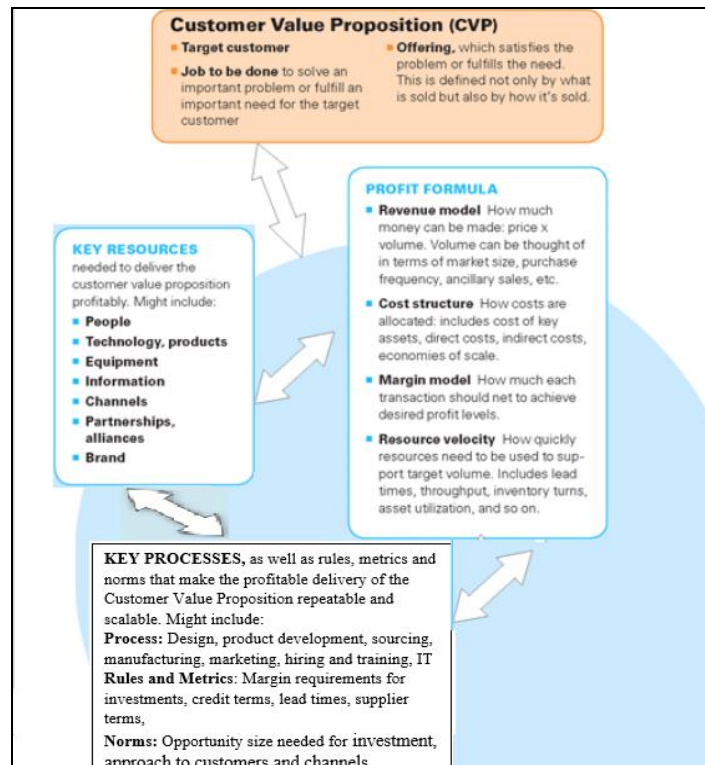 Customer Value Proposition (CVP)
▪ Target customer
▪ Job to be done to solve an
important problem or fulfill an
important need for the target
customer
▪ Offering, which satisfies the
problem or fulfills the need.
This is defined not only by what
is sold but also by how it's sold.
PROFIT FORMULA
▪ Revenue model How much
money can be made: price x
volume. Volume can be thought of
in terms of market size, purchase
frequency, ancillary sales, etc.
▪ Cost structure How costs are
allocated: includes cost of key
assets, direct costs, indirect costs,
economies of scale.
▪ Margin model How much each
transaction should net to achieve
desired profit levels.
▪ Resource velocity How quickly
resources need to be used to sup-
port target volume. Includes lead
times, throughput, inventory turns,
asset utilization, and so on.
KEY RESOURCES
needed to deliver the
customer value proposition
profitably. Might include:
▪ People
▪ Technology, products
▪ Equipment
▪ Information
▪ Channels
▪ Partnerships,
alliances
▪ Brand
KEY PROCESSES, as well as rules, metrics and
norms that make the profitable delivery of the
Customer Value Proposition repeatable and
scalable. Might include:
Process: Design, product development, sourcing,
manufacturing, marketing, hiring and training, IT
Rules and Metrics: Margin requirements for
investments, credit terms, lead times, supplier
terms,
Norms: Opportunity size needed for investment,
approach to customers and channels